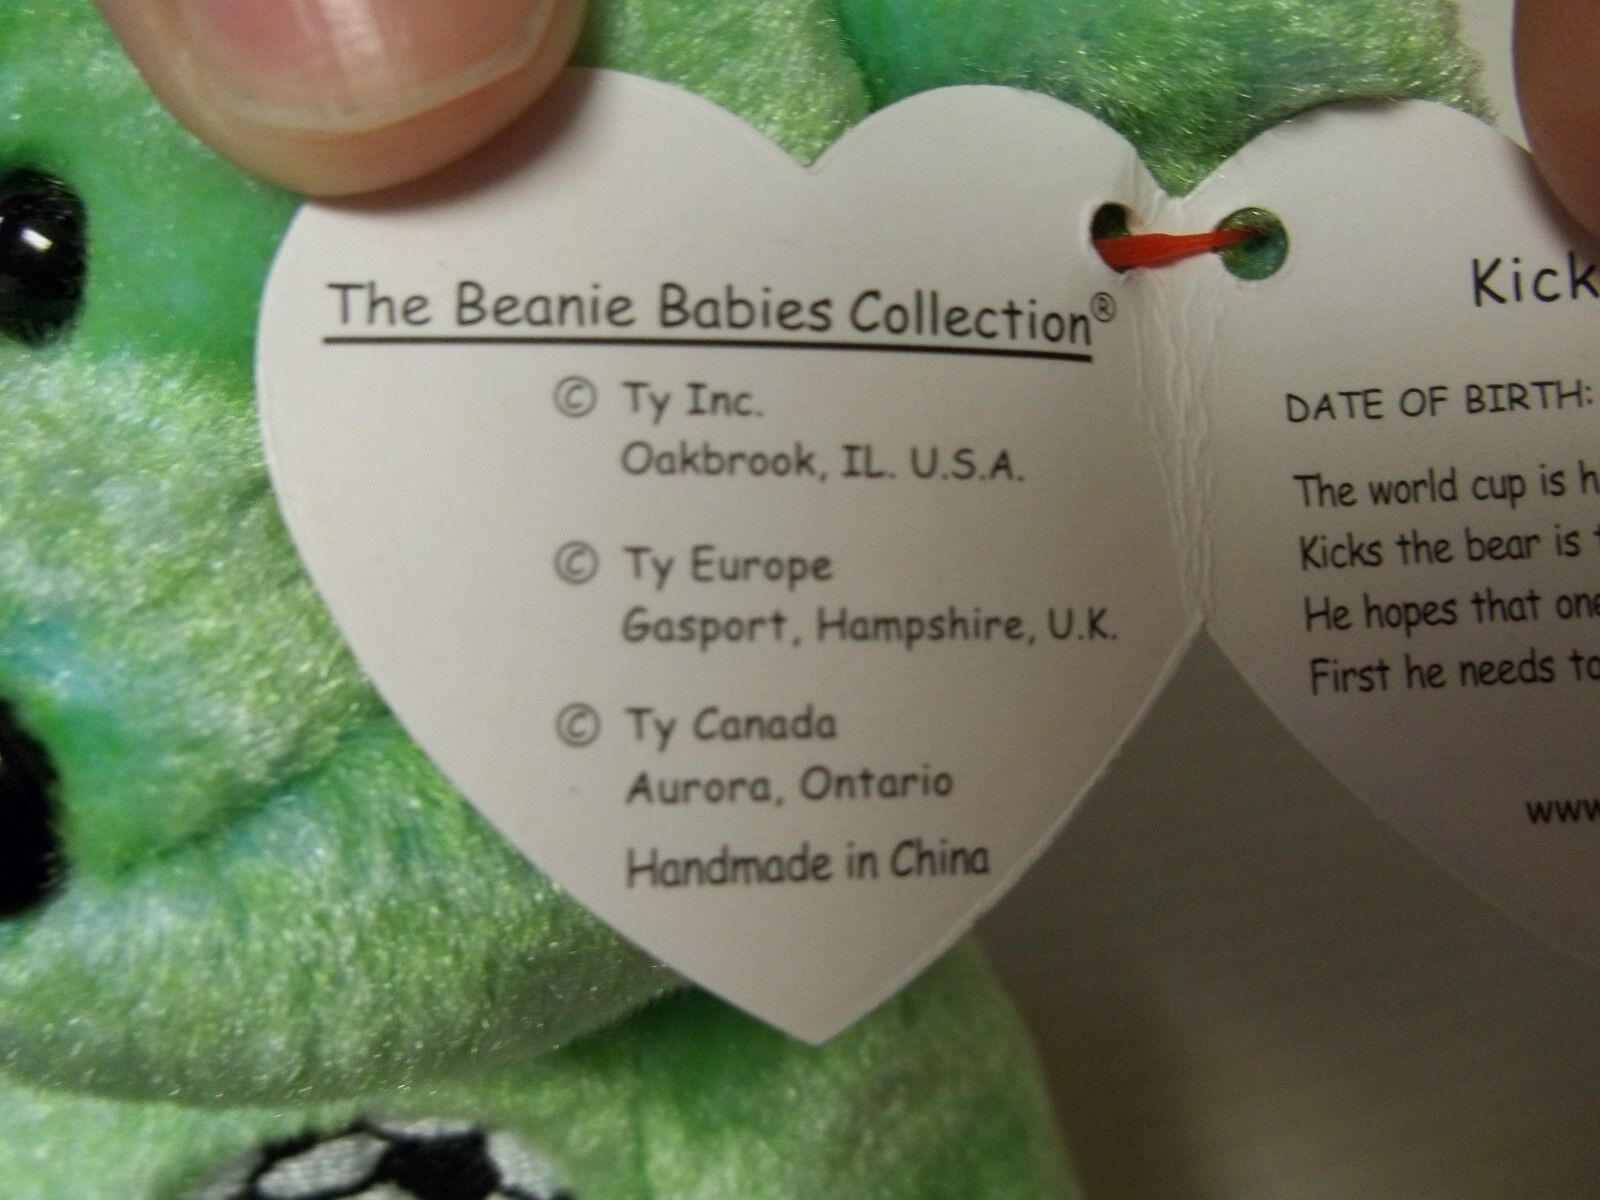 The Beanie Babies Collection®
© Ty Inc.
Oakbrook, IL. U.S.A.
© Ty Europe
Gasport, Hampshire, U.K.
© Ty Canada
Aurora, Ontario
Handmade in China
Kick
DATE OF BIRTH:
The world cup is h
Kicks the bear is
He hopes that one
First he needs to
www